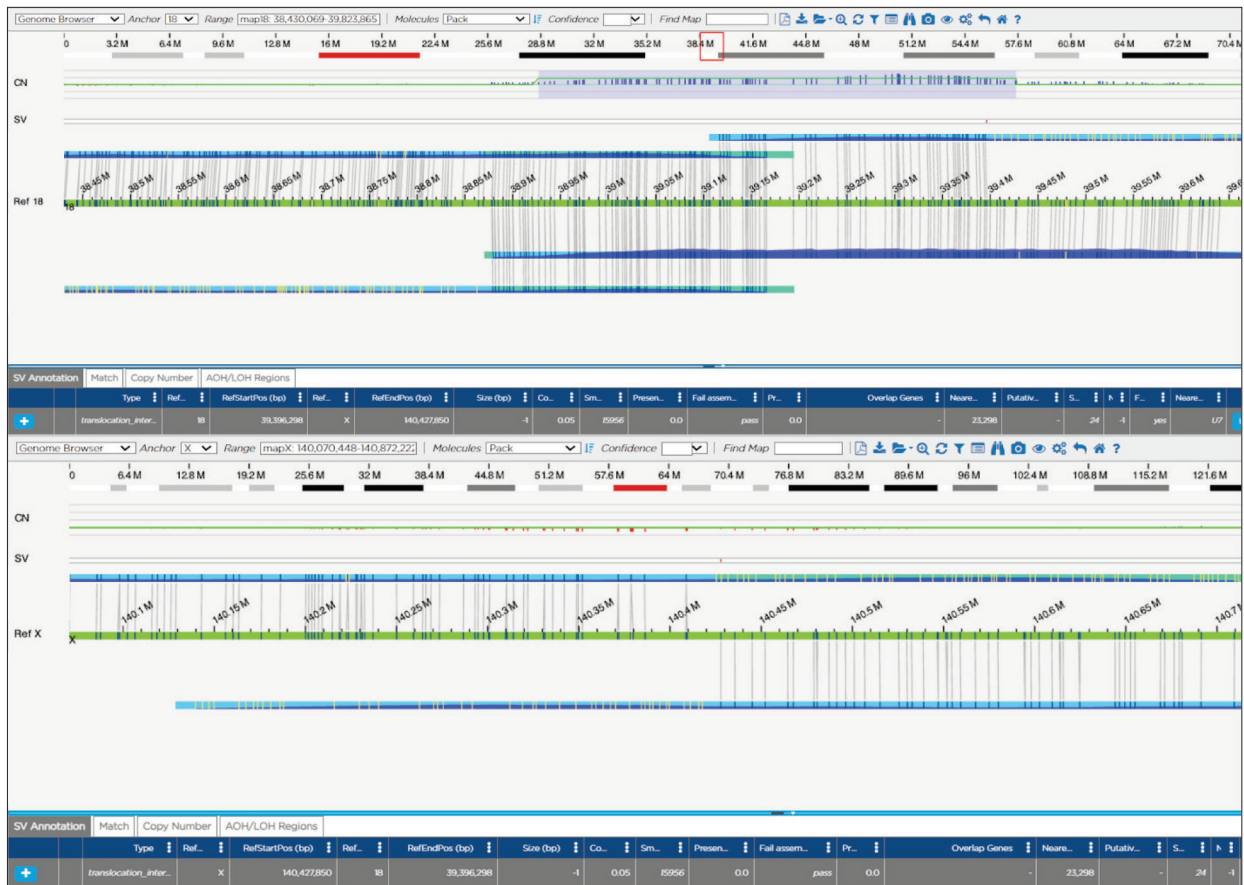 Genome Browser Anchor 18 Range map18: 38,430,069-39,823,865 Molecules Pack Confidence Find Map ?
0 3.2 M 6.4 M 9.6 M 12.8 M 16 M 19.2 M 22.4 M 25.6 M 28.8 M 32 M 35.2 M 38.4 M 41.6 M 44.8 M 48 M 51.2 M 54.4 M 57.6 M 60.8 M 64 M 67.2 M 70.4 M
CN
SV
38.45 M 38.5 M 38.55 M 38.6 M 38.65 M 38.7 M 38.75 M 38.8 M 38.85 M 38.9 M 38.95 M 39 M 39.05 M 39.1 M 39.15 M 39.2 M 39.25 M 39.3 M 39.35 M 39.4 M 39.45 M 39.5 M 39.55 M 39.6 M
Ref 18
18
SV Annotation Match Copy Number AOH/LOH Regions
Type Ref... RefStartPos (bp) Ref... RefEndPos (bp) Size (bp) Co... Sm... Presen... Fail assem... Pr... Overlap Genes Neare... Putativ... S... N F... Neare...
+ translocation_inter... 18 39,396,298 X 140,427,850 -1 0.05 15956 0.0 pass 0.0 - 23,298 - 24 -1 yes U7
Genome Browser Anchor X Range mapX: 140,070,448-140,872,222 Molecules Pack Confidence Find Map ?
0 6.4 M 12.8 M 19.2 M 25.6 M 32 M 38.4 M 44.8 M 51.2 M 57.6 M 64 M 70.4 M 76.8 M 83.2 M 89.6 M 96 M 102.4 M 108.8 M 115.2 M 121.6 M
CN
SV
140.1 M 140.15 M 140.2 M 140.25 M 140.3 M 140.35 M 140.4 M 140.45 M 140.5 M 140.55 M 140.6 M 140.65 M
Ref X
X
SV Annotation Match Copy Number AOH/LOH Regions
Type Ref... RefStartPos (bp) Ref... RefEndPos (bp) Size (bp) Co... Sm... Presen... Fail assem... Pr... Overlap Genes Neare... Putativ... S... N
+ translocation_inter... X 140,427,850 18 39,396,298 -1 0.05 15956 0.0 pass 0.0 - 23,298 - 24 -1